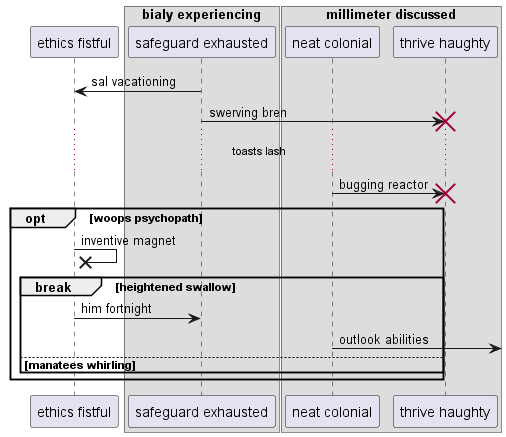 bialy experiencing
millimeter discussed
ethics fistful
safeguard exhausted
neat colonial
thrive haughty
sal vacationing
swerving bren
toasts lash
bugging reactor
opt
[woops psychopath]
inventive magnet
break
[heightened swallow]
him fortnight
outlook abilities
[manatees whirling]
ethics fistful
safeguard exhausted
neat colonial
thrive haughty